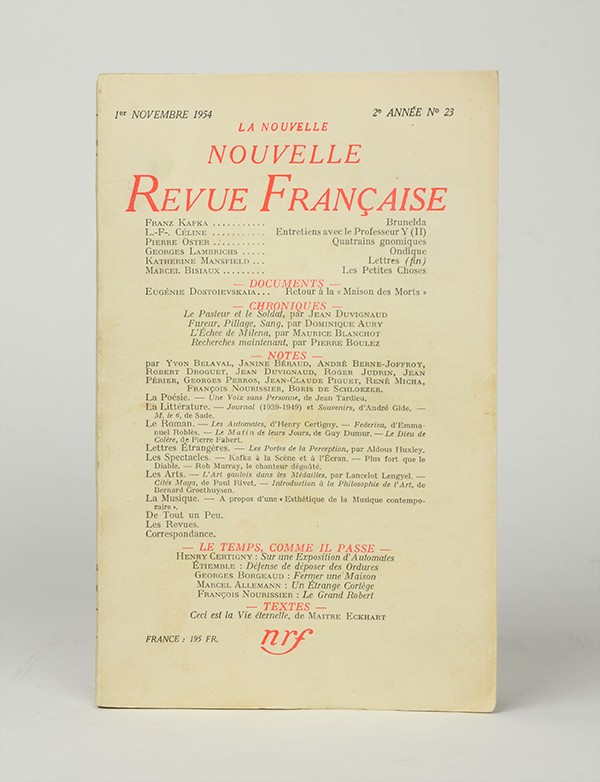 1er NOVEMBRE 1954 2e ANNÉE No 23
LA NOUVELLE
NOUVELLE
REVUE FRANÇAISE
FRANZ KAFKA .......... Brunelda
L.-F-. CÉLINE .......... Entretiens avec le Professeur Y (II)
PIERRE OSTER .......... Quatrains gnomiques
GEORGES LAMBRICHS ..... Ondique
KATHERINE MANSFIELD ... Lettres (fin)
MARCEL BISIAUX ........ Les Petites Choses
— DOCUMENTS —
EUGÉNIE DOSTOIEVSKAIA... Retour à la « Maison des Morts »
— CHRONIQUES —
Le Pasteur et le Soldat, par JEAN DUVIGNAUD
Fureur, Pillage, Sang, par DOMINIQUE AURY
L'Échec de Milena, par MAURICE BLANCHOT
Recherches maintenant, par PIERRE BOULEZ
— NOTES —
par YVON BELAVAL, JANINE BÉRAUD, ANDRÉ BERNE-JOFFROY,
ROBERT DROGUET, JEAN DUVIGNAUD, ROGER JUDRIN, JEAN
PÉRIER, GEORGES PERROS, JEAN-CLAUDE PIGUET, RENÉ MICHA,
FRANÇOIS NOURISSIER, BORIS DE SCHLOEZER.
La Poésie. — Une Voix sans Personne, de Jean Tardieu.
La Littérature. — Journal (1939-1949) et Souvenirs, d'André Gide. —
M. le 6, de Sade.
Le Roman. — Les Automates, d'Henry Certigny. — Federica, d'Emma-
nuel Roblès. — Le Matin de leurs Jours, de Guy Dumur. — Le Dieu de
Colère, de Pierre Fabert.
Lettres Étrangères. — Les Portes de la Perception, par Aldous Huxley.
Les Spectacles. — Kafka à la Scène et à l'Écran. — Plus fort que le
Diable. — Rob Murray, le chanteur dégoûté.
Les Arts. — L'Art gaulois dans les Médailles, par Lancelot Lengyel. —
Cités Maya, de Paul Rivet. — Introduction à la Philosophie de l'Art, de
Bernard Groethuysen.
La Musique. — A propos d'une « Esthétique de la Musique contempo-
raine ».
De Tout un Peu.
Les Revues.
Correspondance.
— LE TEMPS, COMME IL PASSE —
HENRY CERTIGNY : Sur une Exposition d'Automates
ÉTIEMBLE : Défense de déposer des Ordures
GEORGES BORGEAUD : Fermer une Maison
MARCEL ALLEMANN : Un Étrange Cortège
FRANÇOIS NOURISSIER : Le Grand Robert
— TEXTES —
Ceci est la Vie éternelle, de MAITRE ECKHART
FRANCE : 195 FR. nrf